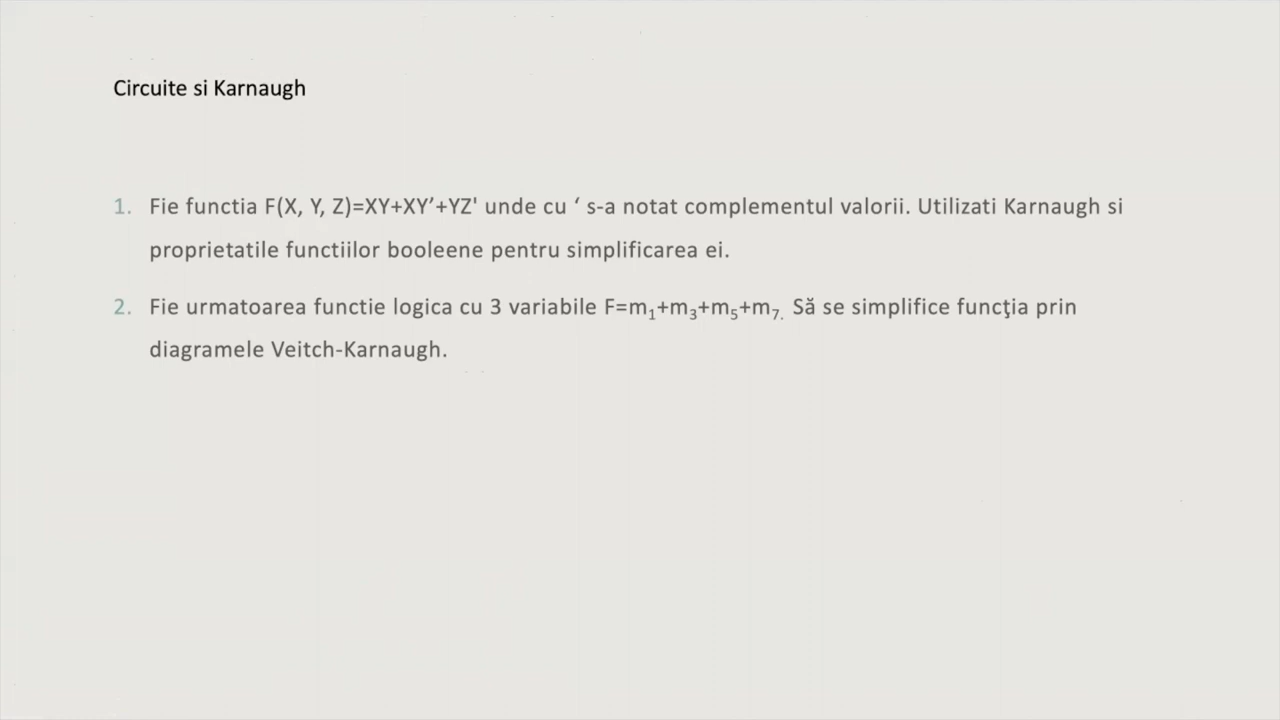 Circuite si Karnaugh
1. Fie functia F(X, Y, Z)=XY+XY’+YZ' unde cu ‘ s-a notat complementul valorii. Utilizati Karnaugh si
proprietatile functiilor booleene pentru simplificarea ei.
2. Fie urmatoarea functie logica cu 3 variabile F=m₁+m₃+m₅+m₇. Să se simplifice funcţia prin
diagramele Veitch-Karnaugh.